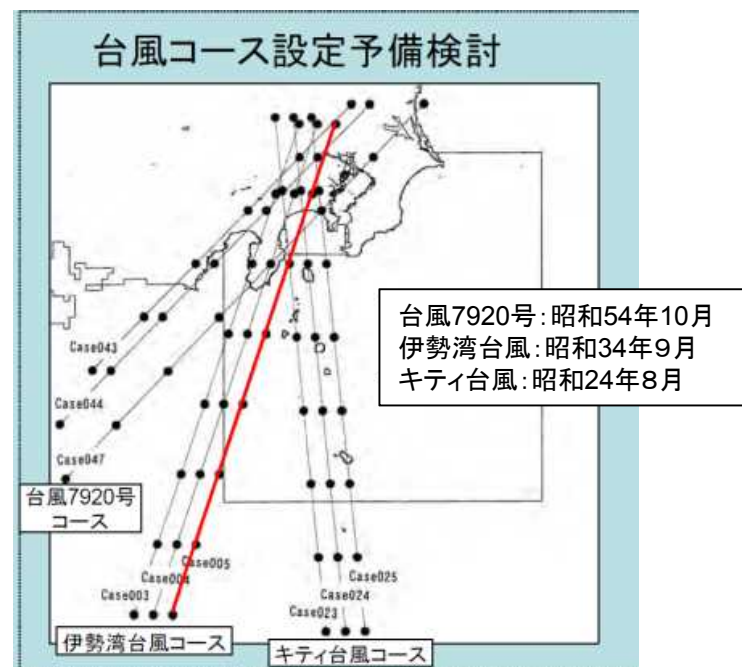 台風コース設定予備検討
台風7920号：昭和54年10月
伊勢湾台風：昭和34年９月
キティ台風：昭和24年８月
Case043
Case044
Case047
台風7920号
コース
Case005
Case004
Case003
Case025
Case024
Case023
伊勢湾台風コース
キティ台風コース